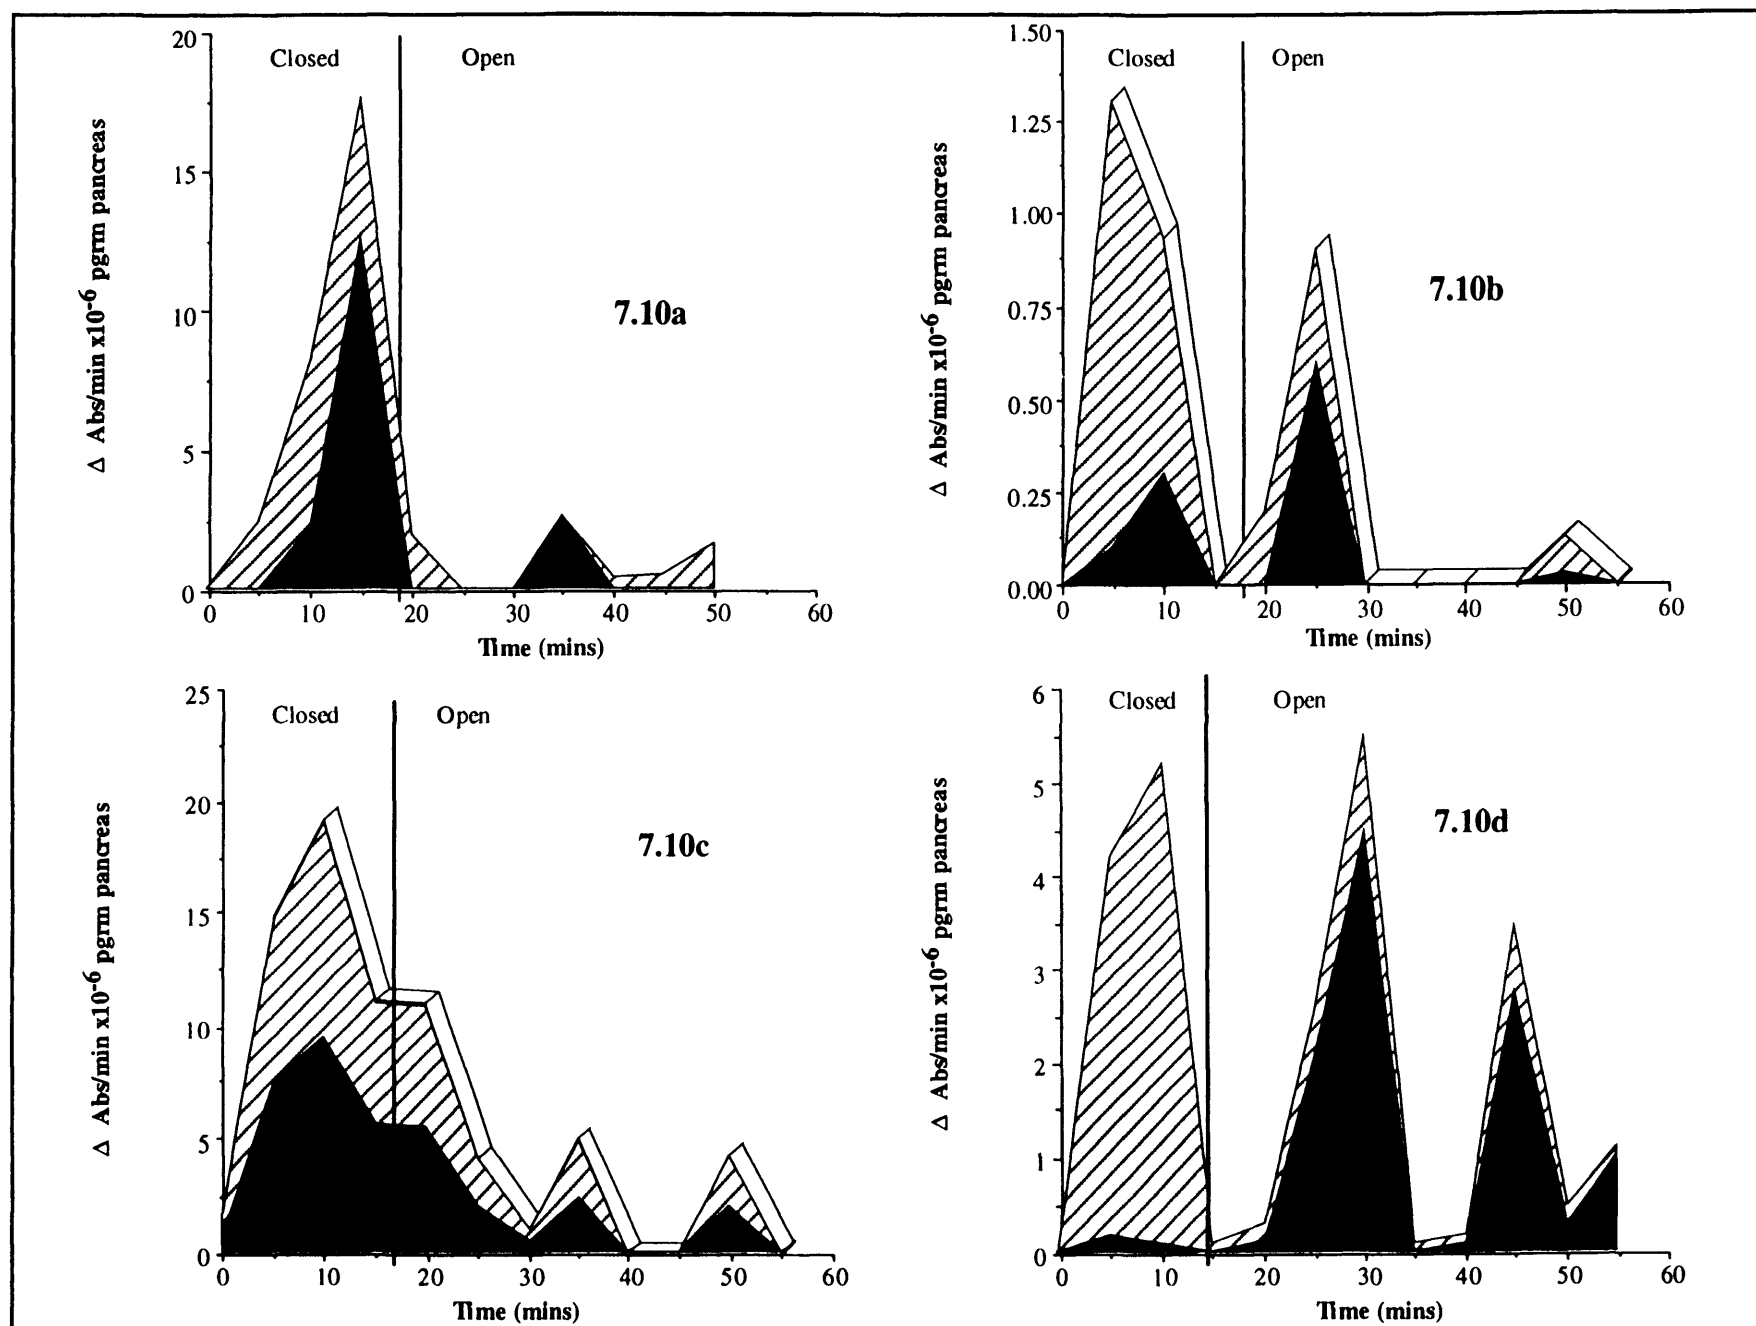 Closed Open
7.10a
Δ Abs/min x10-6 pgrm pancreas
20
15
10
5
0
0 10 20 30 40 50 60
Time (mins)
Closed Open
7.10b
Δ Abs/min x10-6 pgrm pancreas
1.50
1.25
1.00
0.75
0.50
0.25
0.00
0 10 20 30 40 50 60
Time (mins)
Closed Open
7.10c
Δ Abs/min x10-6 pgrm pancreas
25
20
15
10
5
0
0 10 20 30 40 50 60
Time (mins)
Closed Open
7.10d
Δ Abs/min x10-6 pgrm pancreas
6
5
4
3
2
1
0
0 10 20 30 40 50 60
Time (mins)